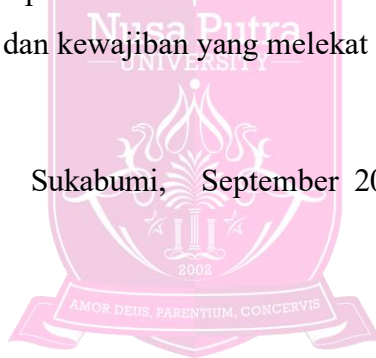 Nusa Putra
dan kewajiban yang melekat
UNIVERSITY
Sukabumi, September 20
2002
AMOR DEUS, PARENTIUM, CONCERVIS